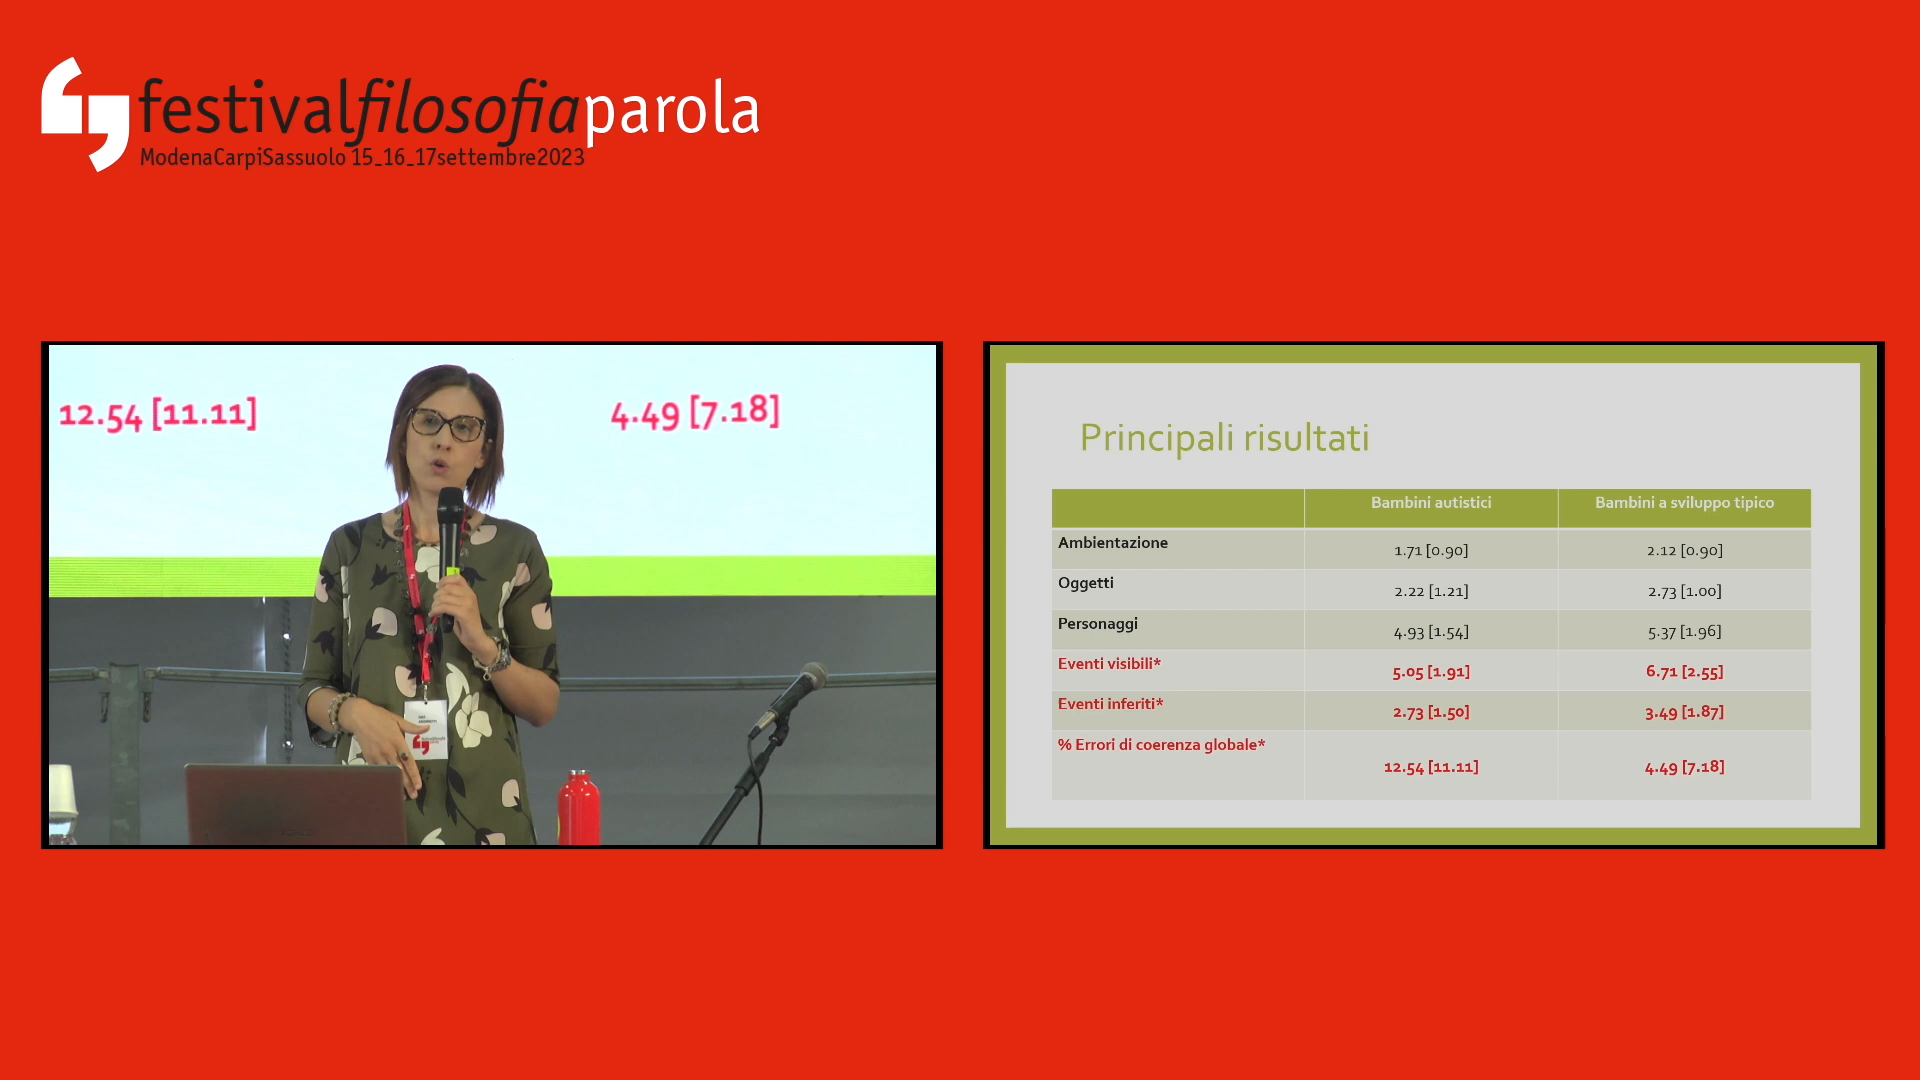 festivalfilosofiaparola
ModenaCarpiSassuolo 15_16_17settembre2023
12.54 [11.11] 4.49 [7.18]
Principali risultati
Bambini autistici Bambini a sviluppo tipico
Ambientazione 1.71 [0.90] 2.12 [0.90]
Oggetti 2.22 [1.21] 2.73 [1.00]
Personaggi 4.93 [1.54] 5.37 [1.96]
Eventi visibili* 5.05 [1.91] 6.71 [2.55]
Eventi inferiti* 2.73 [1.50] 3.49 [1.87]
% Errori di coerenza globale* 12.54 [11.11] 4.49 [7.18]